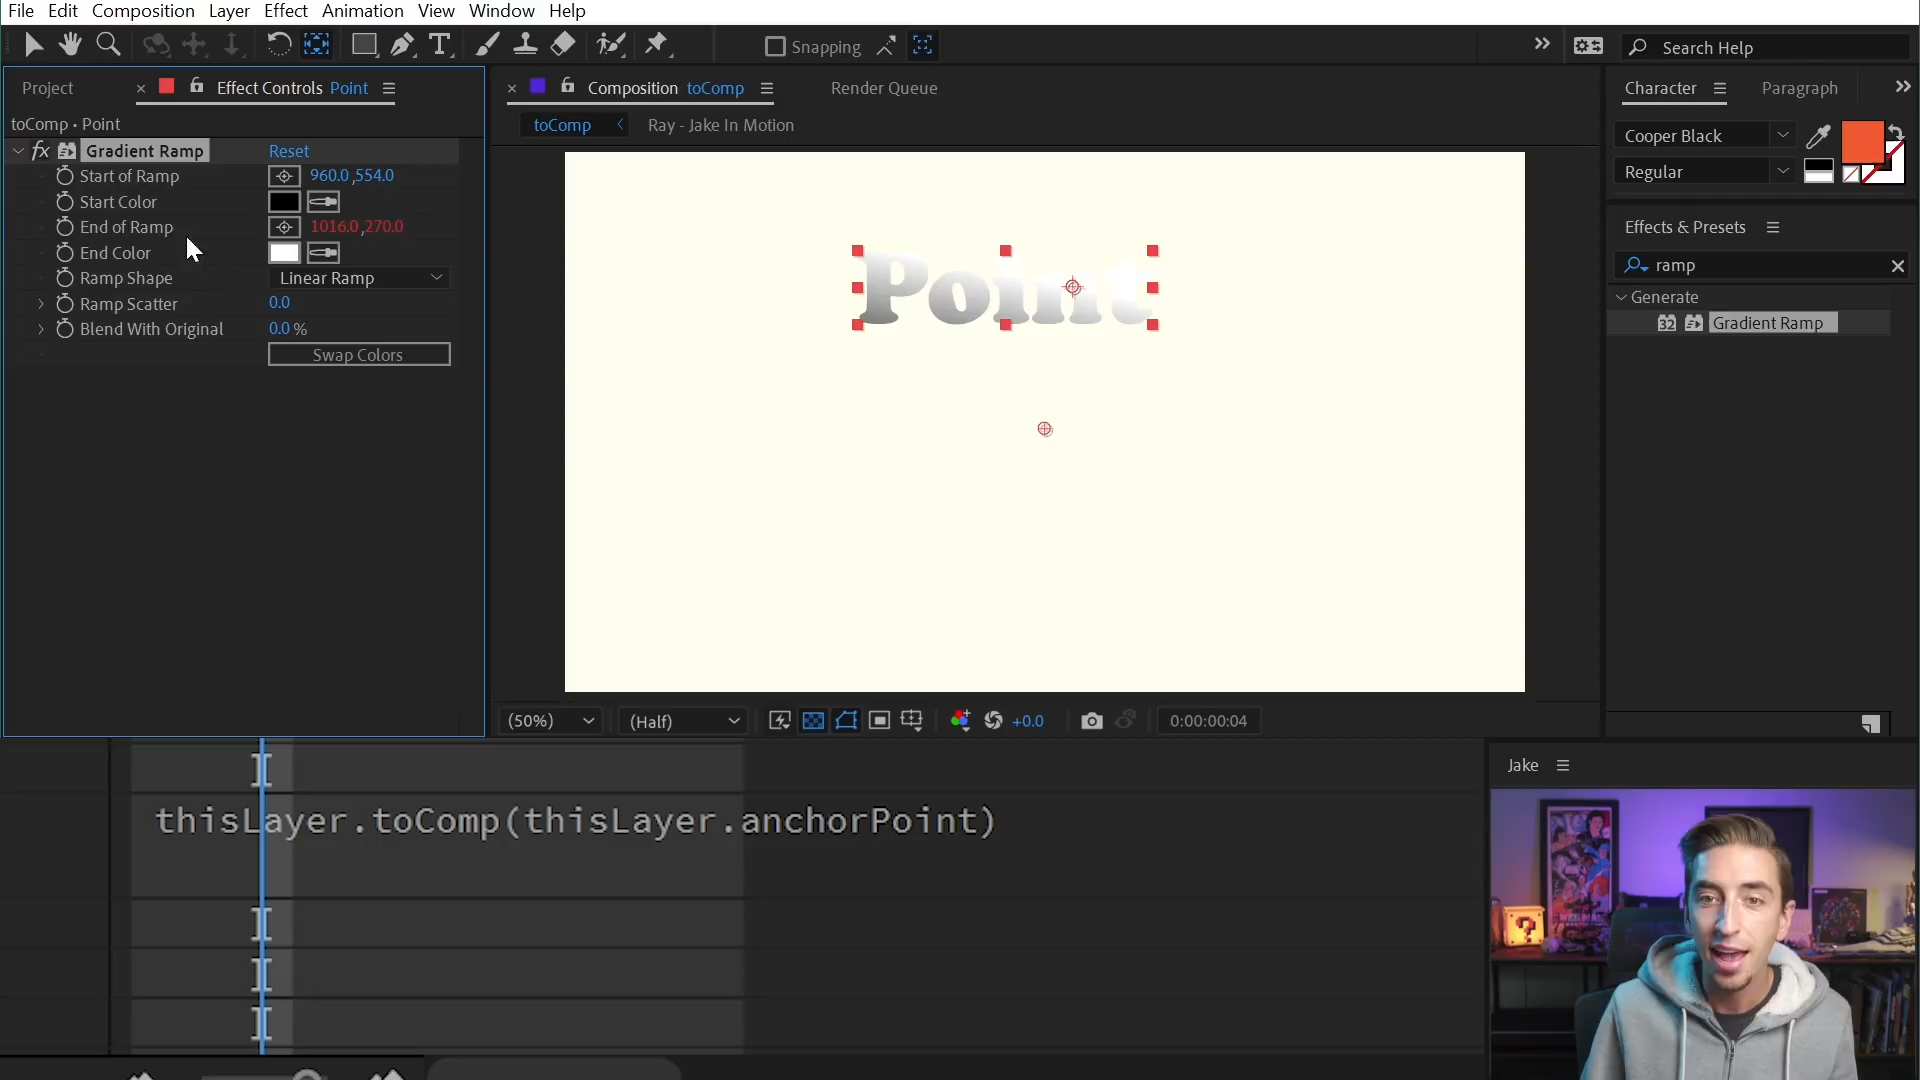 File Edit Composition Layer Effect Animation View Window Help
Snapping
Search Help
Project
Effect Controls Point
Composition toComp
Render Queue
Character
Paragraph
toComp • Point
toComp
Ray - Jake In Motion
fx Gradient Ramp Reset
Start of Ramp 960.0 ,554.0
Start Color
End of Ramp 1016.0 ,270.0
End Color
Ramp Shape Linear Ramp
Ramp Scatter 0.0
Blend With Original 0.0 %
Swap Colors
Point
Cooper Black
Regular
Effects & Presets
ramp
Generate
32 Gradient Ramp
(50%)
(Half)
+0.0
0:00:00:04
thisLayer.toComp(thisLayer.anchorPoint)
Jake